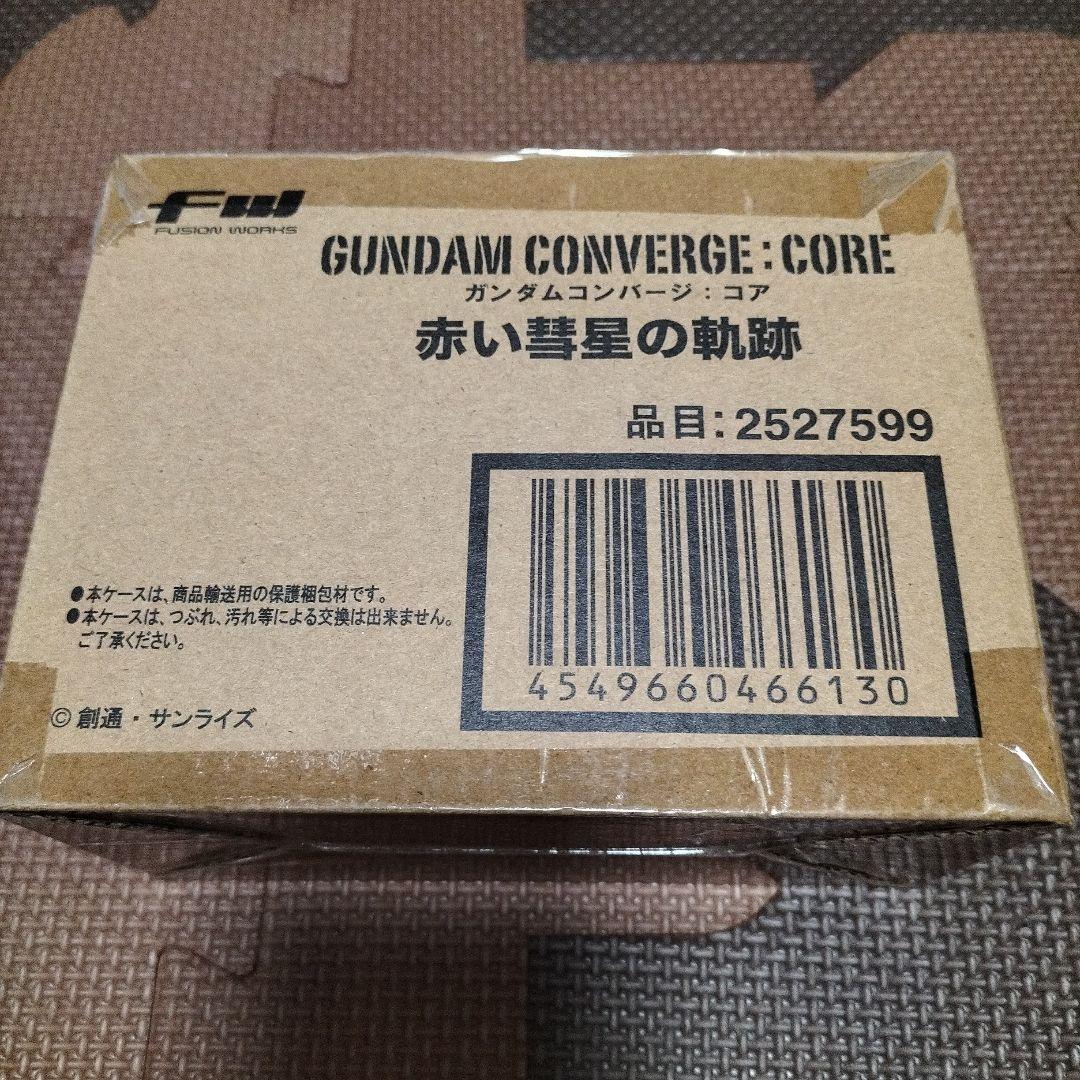 FW
FUSION WORKS
GUNDAM CONVERGE:CORE
ガンダムコンバージ:コア
赤い彗星の軌跡
品目:2527599
4549660466130
●本ケースは、商品輸送用の保護梱包材です。
●本ケースは、つぶれ、汚れ等による交換は出来ません。
ご了承ください。
©創通・サンライズ